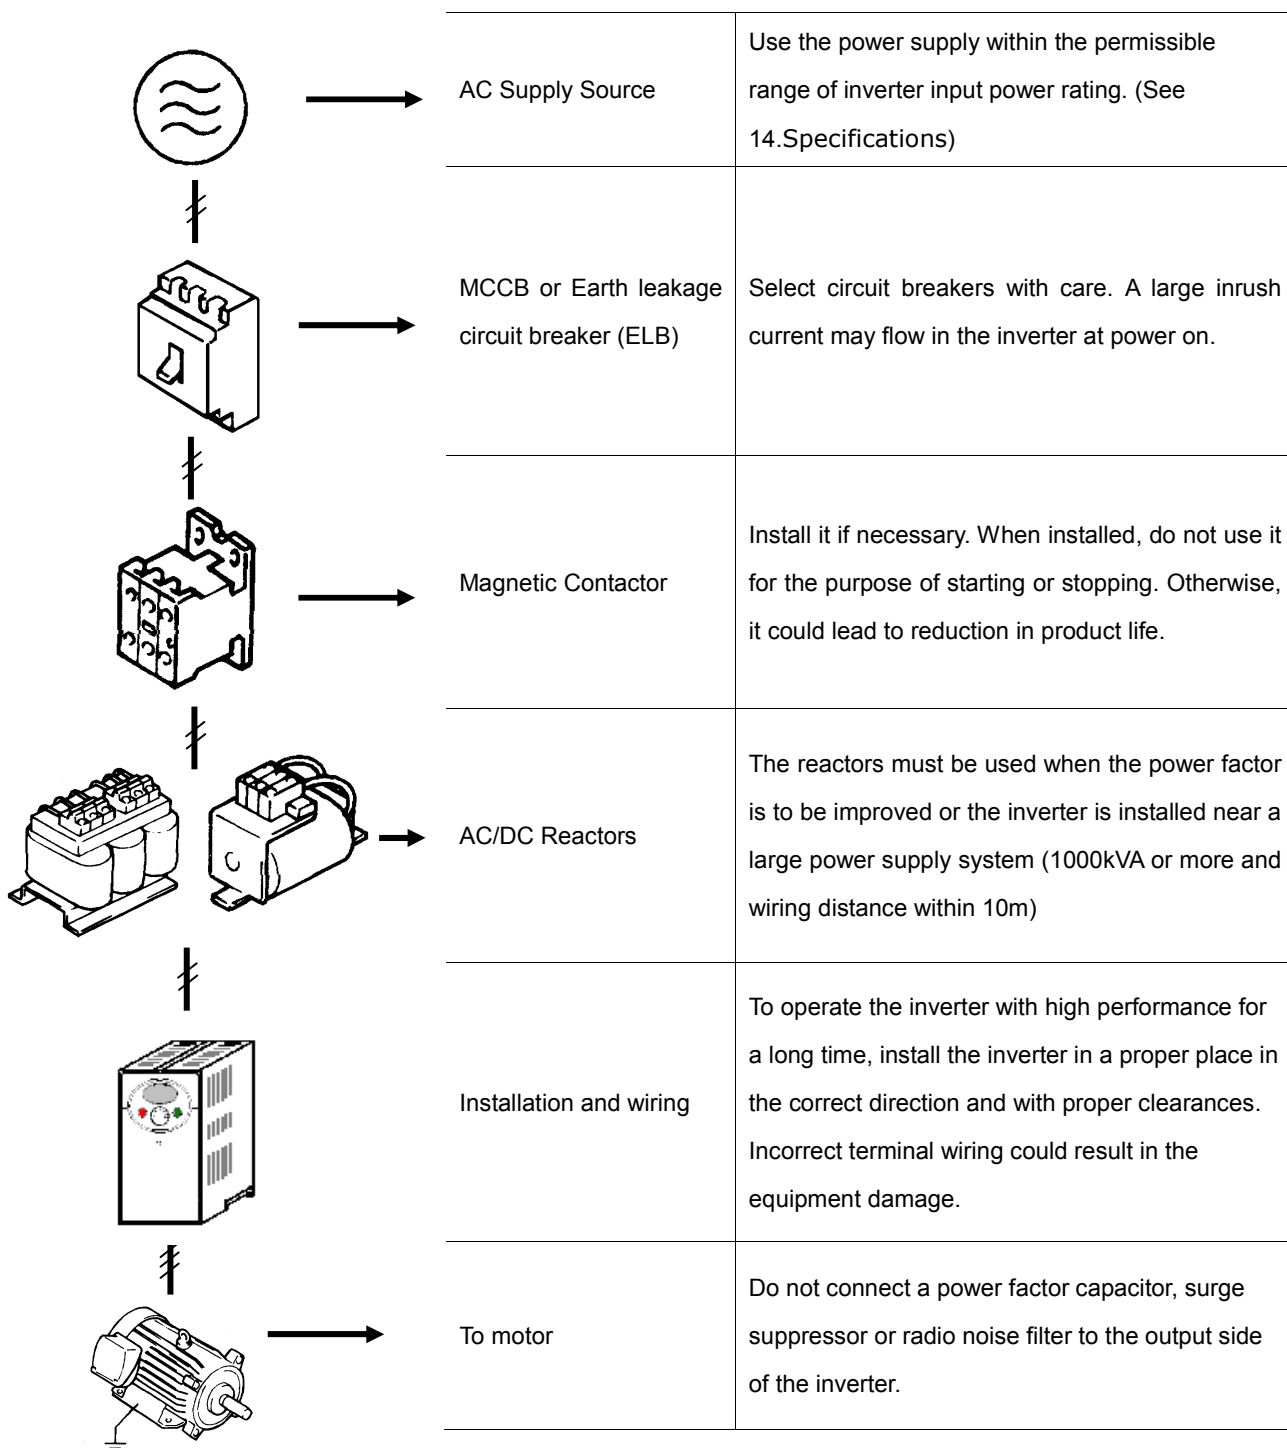 AC Supply Source
Use the power supply within the permissible
range of inverter input power rating. (See
14.Specifications)
MCCB or Earth leakage
circuit breaker (ELB)
Select circuit breakers with care. A large inrush
current may flow in the inverter at power on.
Magnetic Contactor
Install it if necessary. When installed, do not use it
for the purpose of starting or stopping. Otherwise,
it could lead to reduction in product life.
AC/DC Reactors
The reactors must be used when the power factor
is to be improved or the inverter is installed near a
large power supply system (1000kVA or more and
wiring distance within 10m)
Installation and wiring
To operate the inverter with high performance for
a long time, install the inverter in a proper place in
the correct direction and with proper clearances.
Incorrect terminal wiring could result in the
equipment damage.
To motor
Do not connect a power factor capacitor, surge
suppressor or radio noise filter to the output side
of the inverter.